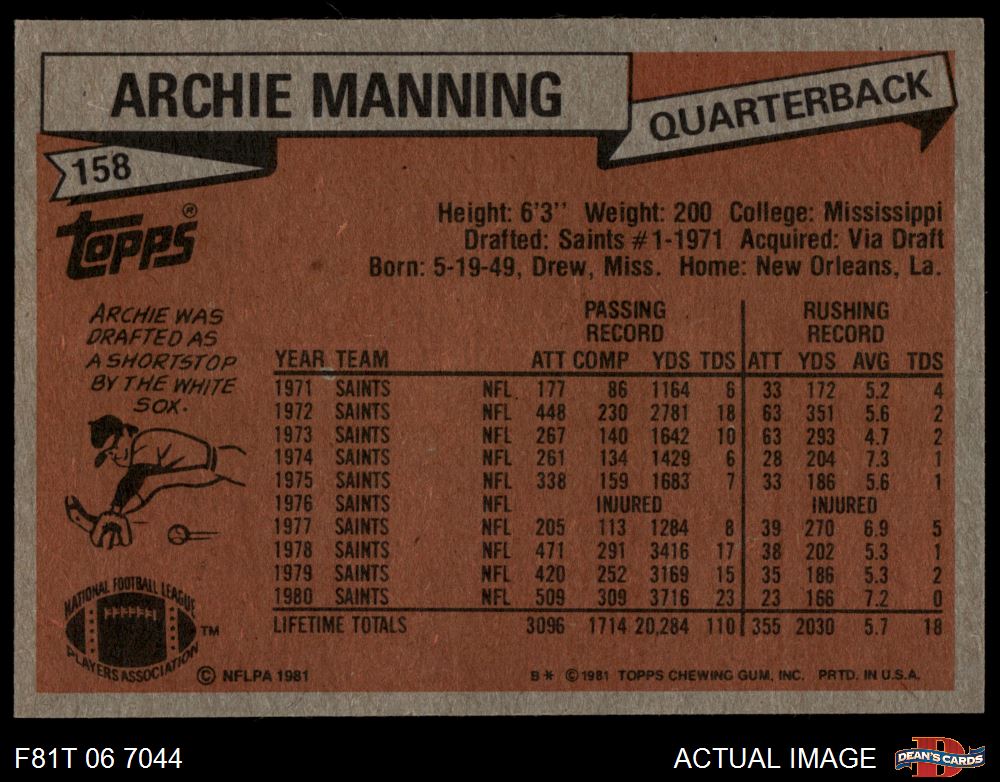 ARCHIE MANNING
QUARTERBACK
158
TOPPS®
Height: 6'3'' Weight: 200 College: Mississippi
Drafted: Saints #1-1971 Acquired: Via Draft
Born: 5-19-49, Drew, Miss. Home: New Orleans, La.
ARCHIE WAS
DRAFTED AS
A SHORTSTOP
BY THE WHITE
SOX.
PASSING RUSHING
RECORD RECORD
YEAR TEAM ATT COMP YDS TDS ATT YDS AVG TDS
1971 SAINTS NFL 177 86 1164 6 33 172 5.2 4
1972 SAINTS NFL 448 230 2781 18 63 351 5.6 2
1973 SAINTS NFL 267 140 1642 10 63 293 4.7 2
1974 SAINTS NFL 261 134 1429 6 28 204 7.3 1
1975 SAINTS NFL 338 159 1683 7 33 186 5.6 1
1976 SAINTS NFL INJURED INJURED
1977 SAINTS NFL 205 113 1284 8 39 270 6.9 5
1978 SAINTS NFL 471 291 3416 17 38 202 5.3 1
1979 SAINTS NFL 420 252 3169 15 35 186 5.3 2
1980 SAINTS NFL 509 309 3716 23 23 166 7.2 0
LIFETIME TOTALS 3096 1714 20,284 110 355 2030 5.7 18
NATIONAL FOOTBALL LEAGUE
PLAYERS ASSOCIATION
TM
© NFLPA 1981
B* ©1981 TOPPS CHEWING GUM, INC. PRTD. IN U.S.A.
F81T 06 7044
ACTUAL IMAGE
D
DEAN'S CARDS